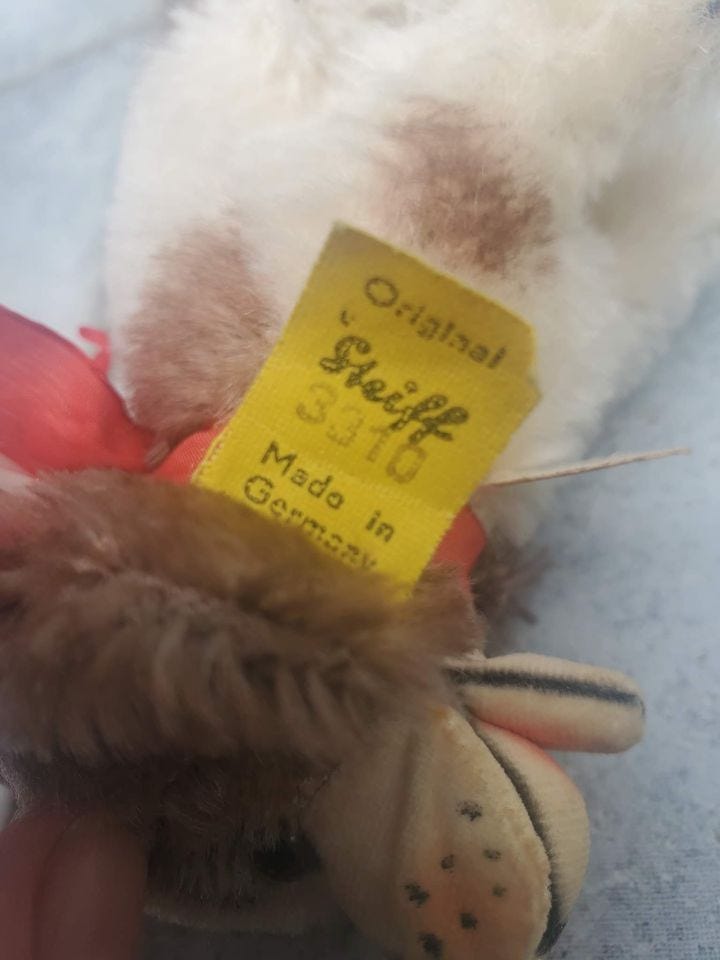 Original
Steiff
3310
Made in
Germany